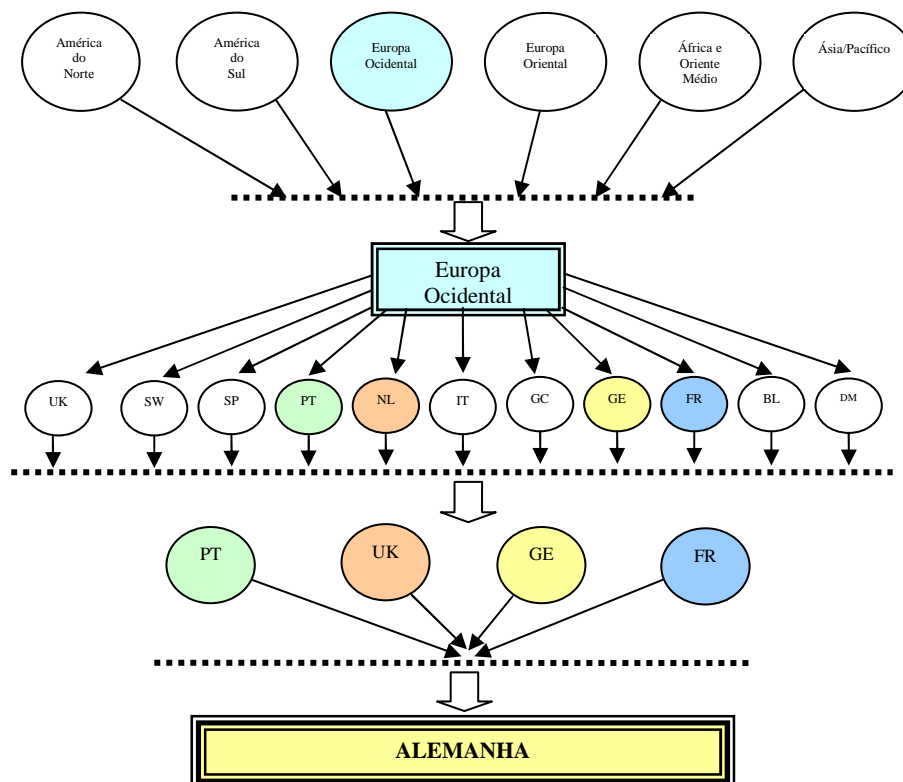 América
do
Norte
América
do
Sul
Europa
Ocidental
Europa
Oriental
África e
Oriente
Médio
Ásia/Pacífico
Europa
Ocidental
UK
SW
SP
PT
NL
IT
GC
GE
FR
BL
DM
PT
UK
GE
FR
ALEMANHA